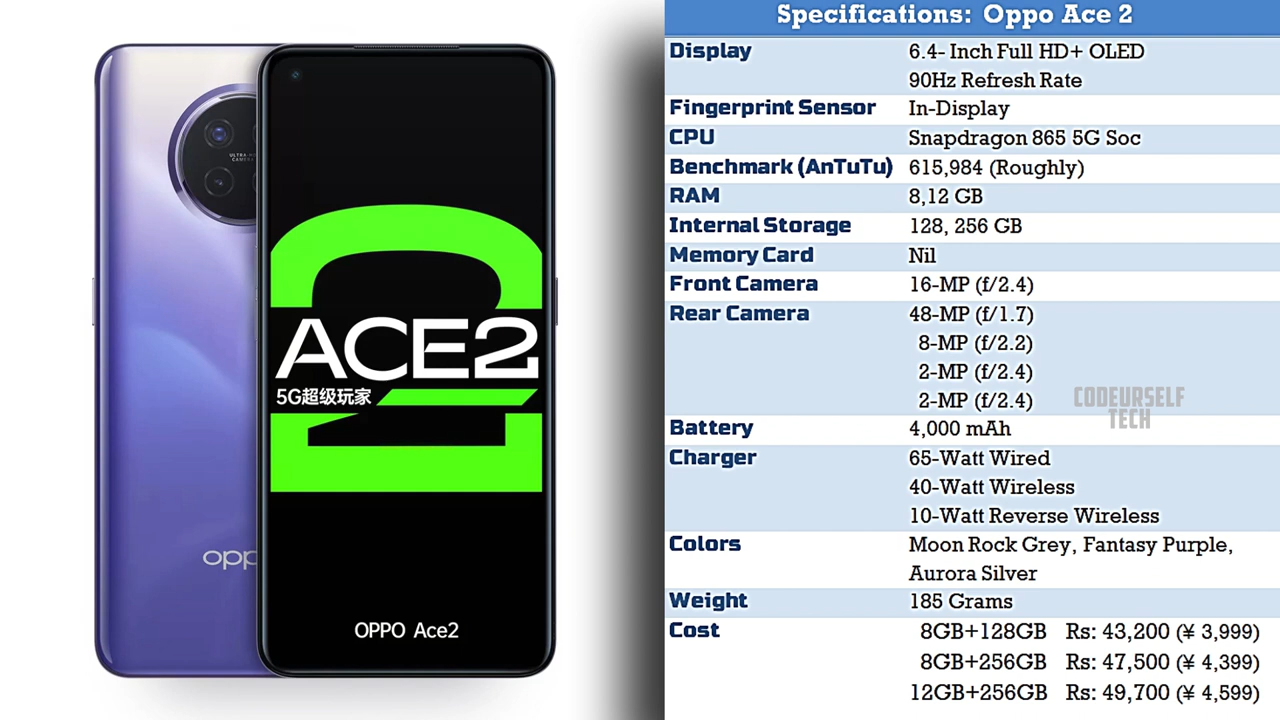 ULTRA-H
CAMERA
oppo
ACE2
5G超级玩家
OPPO Ace2
Specifications: Oppo Ace 2
Display 6.4- Inch Full HD+ OLED
90Hz Refresh Rate
Fingerprint Sensor In-Display
CPU Snapdragon 865 5G Soc
Benchmark (AnTuTu) 615,984 (Roughly)
RAM 8,12 GB
Internal Storage 128, 256 GB
Memory Card Nil
Front Camera 16-MP (f/2.4)
Rear Camera 48-MP (f/1.7)
8-MP (f/2.2)
2-MP (f/2.4)
2-MP (f/2.4)
CODEURSELF
TECH
Battery 4,000 mAh
Charger 65-Watt Wired
40-Watt Wireless
10-Watt Reverse Wireless
Colors Moon Rock Grey, Fantasy Purple,
Aurora Silver
Weight 185 Grams
Cost 8GB+128GB Rs: 43,200 (¥ 3,999)
8GB+256GB Rs: 47,500 (¥ 4,399)
12GB+256GB Rs: 49,700 (¥ 4,599)